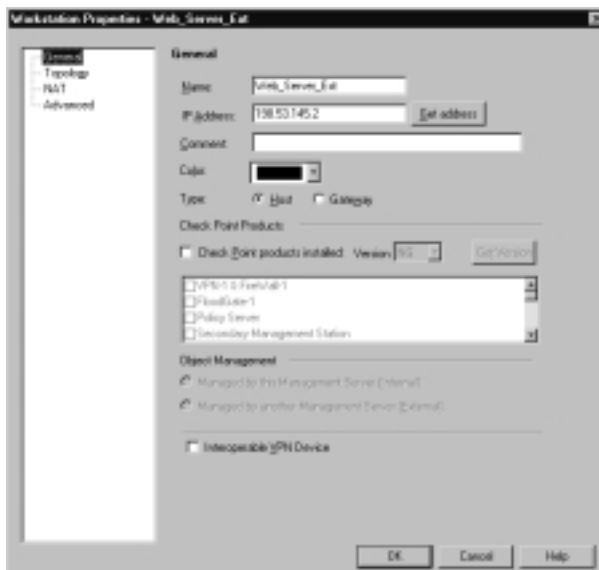 Workstation Properties - Web_Server_Ext
General
Topology
NAT
Advanced
General
Name: Web_Server_Ext
IP Address: 198.53.145.2 Get address
Comment:
Color:
Type: Host Gateway
Check Point Products
Check Point products installed: Version NG Get Version
VPN-1 & FireWall-1
FloodGate-1
Policy Server
Secondary Management Station
Object Management
Managed by this Management Server (Internal)
Managed by another Management Server (External)
Interoperable VPN Device
OK Cancel Help